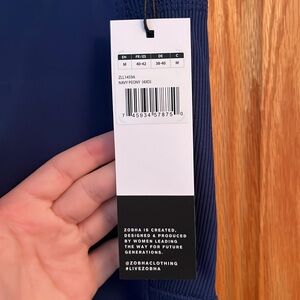 EN FR/ES DE C
M 40-42 38-40 M
ZLL1459A
NAVY PEONY (4XD)
7 45934 57875 0
ZOBHA IS CREATED,
DESIGNED & PRODUCED
BY WOMEN LEADING
THE WAY FOR FUTURE
GENERATIONS.
@ZOBHACLOTHING
#LIVEZOBHA